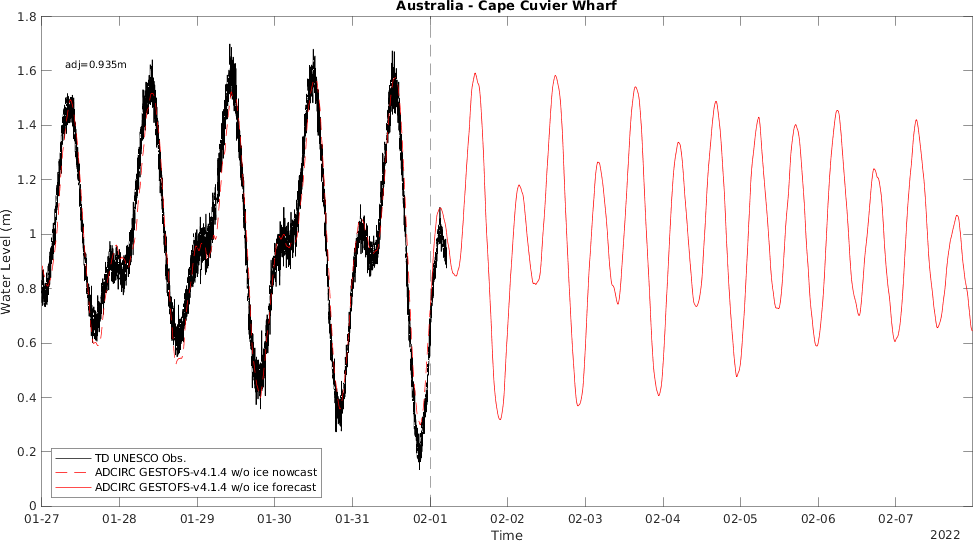 Australia - Cape Cuvier Wharf
1.8
adj=0.935m
1.6
1.4
1.2
1
0.8
0.6
0.4
0.2
0
Water Level (m)
TD UNESCO Obs.
ADCIRC GESTOFS-v4.1.4 w/o ice nowcast
ADCIRC GESTOFS-v4.1.4 w/o ice forecast
01-27 01-28 01-29 01-30 01-31 02-01 02-02 02-03 02-04 02-05 02-06 02-07
Time
2022